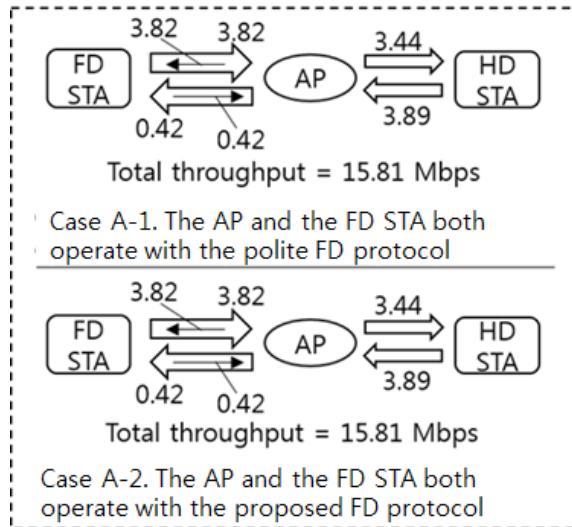 3.82 3.82 3.44
FD STA AP HD STA
0.42 0.42 3.89
Total throughput = 15.81 Mbps
Case A-1. The AP and the FD STA both
operate with the polite FD protocol
3.82 3.82 3.44
FD STA AP HD STA
0.42 0.42 3.89
Total throughput = 15.81 Mbps
Case A-2. The AP and the FD STA both
operate with the proposed FD protocol